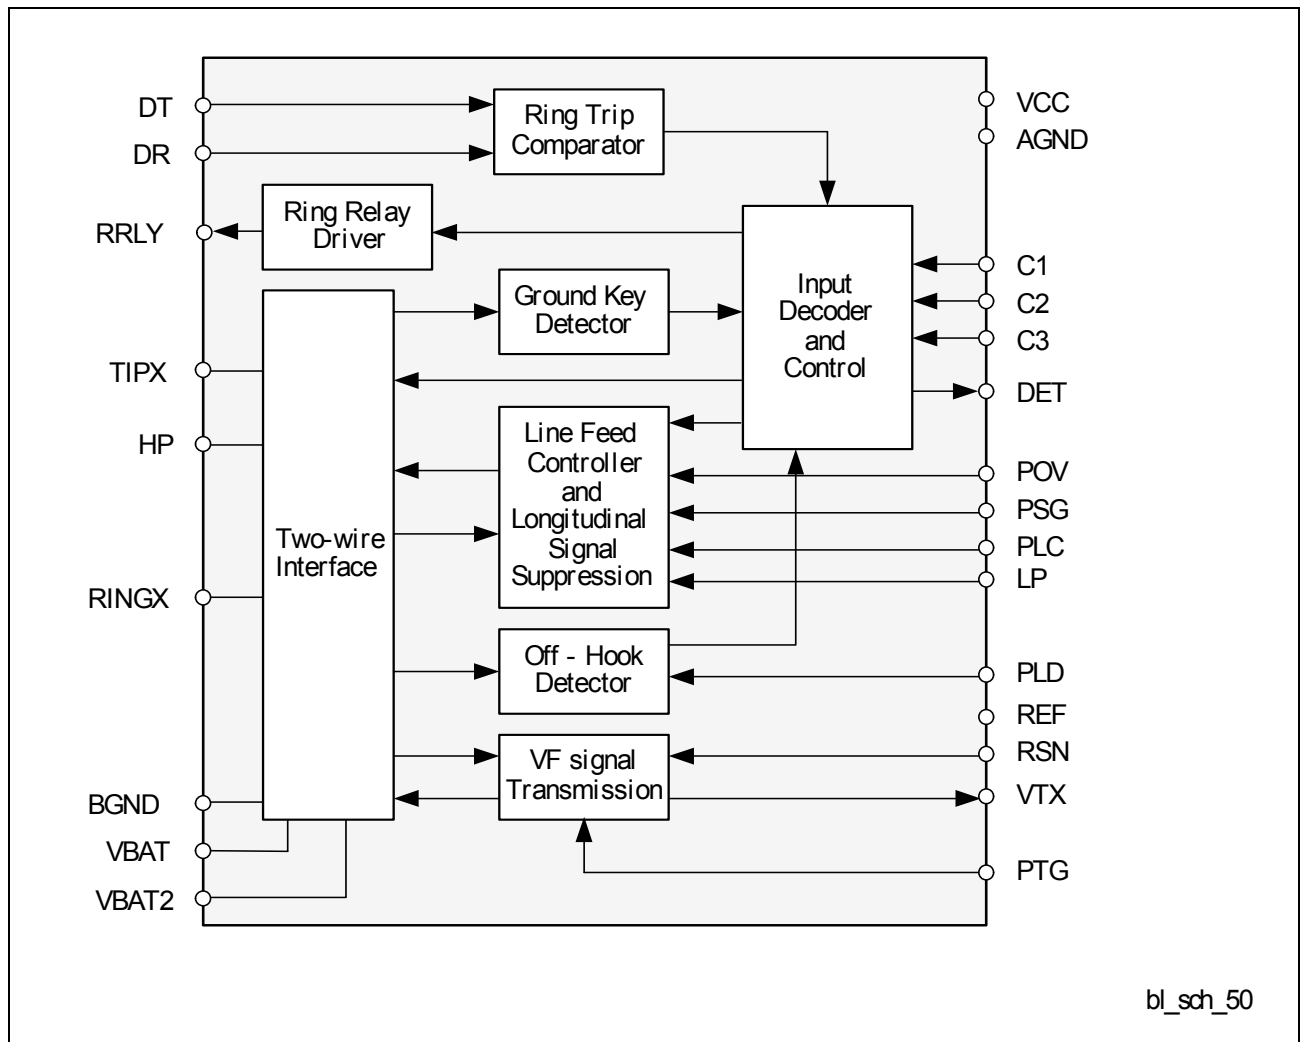 DT
DR
RRLY
TIPX
HP
RINGX
BGND
VBAT
VBAT2
Ring Trip
Comparator
Ring Relay
Driver
Ground Key
Detector
Input
Decoder
and
Control
Line Feed
Controller
and
Longitudinal
Signal
Suppression
Two-wire
Interface
Off - Hook
Detector
VF signal
Transmission
VCC
AGND
C1
C2
C3
DET
POV
PSG
PLC
LP
PLD
REF
RSN
VTX
PTG
bl_sch_50